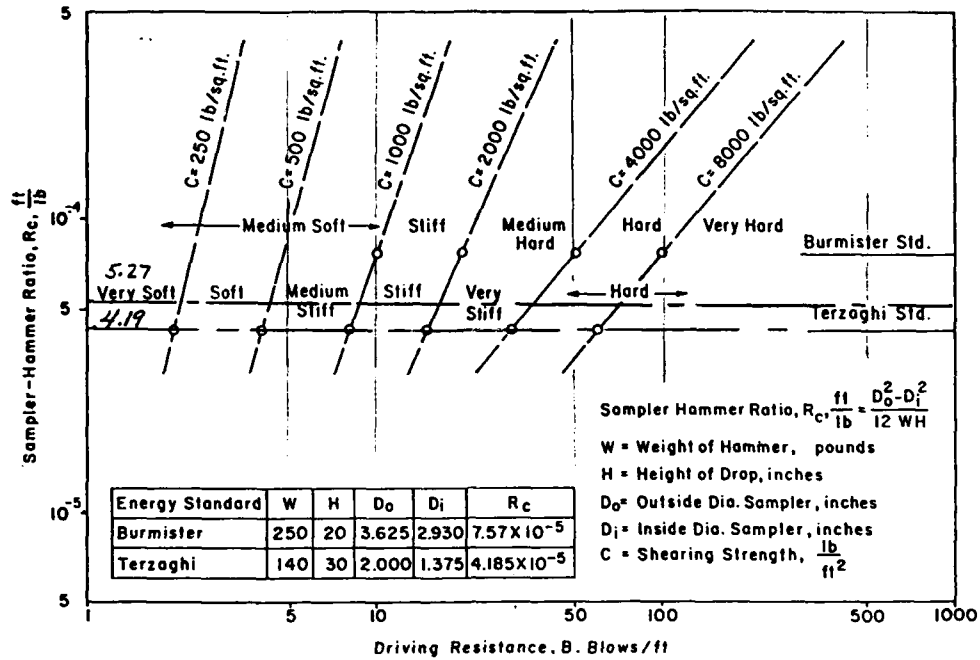 5
C= 250 lb/sq.ft.
C= 500 lb/sq.ft.
C= 1000 lb/sq.ft.
C= 2000 lb/sq.ft.
C= 4000 lb/sq.ft.
C= 8000 lb/sq.ft.
Sampler-Hammer Ratio, Rc, ft/lb
10⁻⁴
Medium Soft
Stiff
Medium Hard
Hard
Very Hard
Burmister Std.
5.27
Very Soft
Soft
Medium Stiff
Stiff
Very Stiff
Hard
5
4.19
Terzaghi Std.
Sampler Hammer Ratio, Rc, ft/lb = (Do²-Di²)/(12 WH)
W = Weight of Hammer, pounds
H = Height of Drop, inches
Do= Outside Dia. Sampler, inches
Di= Inside Dia. Sampler, inches
C = Shearing Strength, lb/ft²
Energy Standard W H Do Di Rc
Burmister 250 20 3.625 2.930 7.57X10⁻⁵
Terzaghi 140 30 2.000 1.375 4.185X10⁻⁵
10⁻⁵
5
1 5 10 50 100 500 1000
Driving Resistance, B. Blows/ft